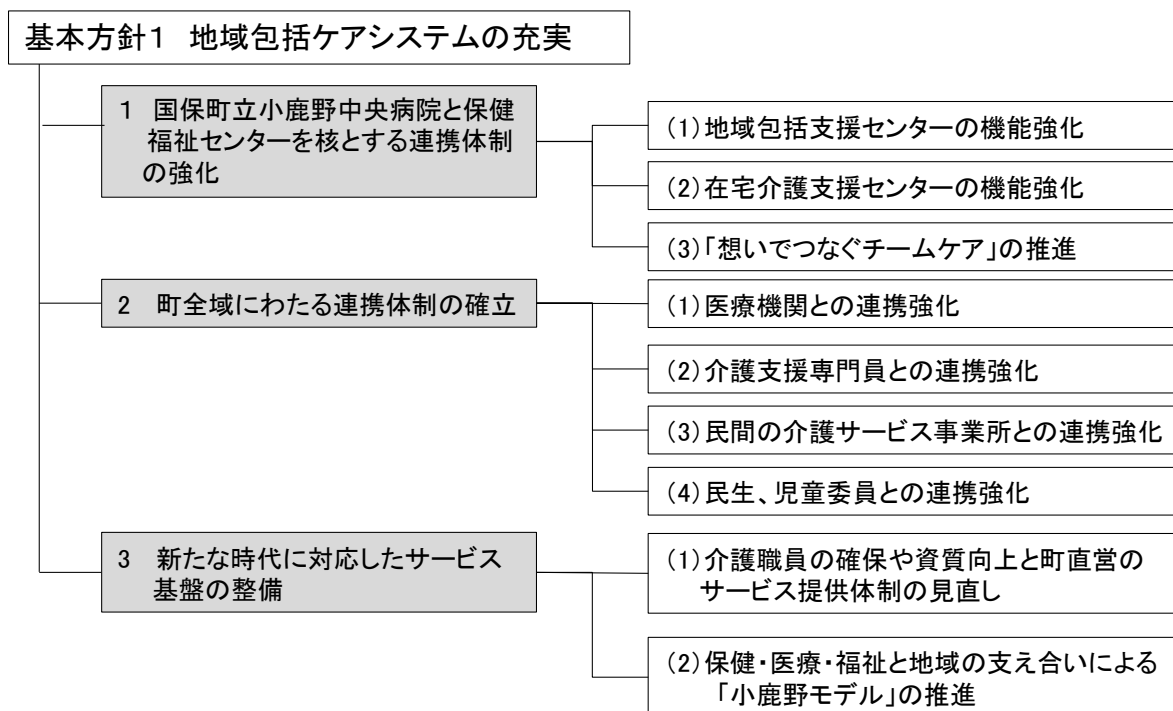 基本方針1　地域包括ケアシステムの充実
1　国保町立小鹿野中央病院と保健
福祉センターを核とする連携体制
の強化
(1)地域包括支援センターの機能強化
(2)在宅介護支援センターの機能強化
(3)「想いでつなぐチームケア」の推進
2　町全域にわたる連携体制の確立
(1)医療機関との連携強化
(2)介護支援専門員との連携強化
(3)民間の介護サービス事業所との連携強化
(4)民生、児童委員との連携強化
3　新たな時代に対応したサービス
基盤の整備
(1)介護職員の確保や資質向上と町直営の
サービス提供体制の見直し
(2)保健・医療・福祉と地域の支え合いによる
「小鹿野モデル」の推進